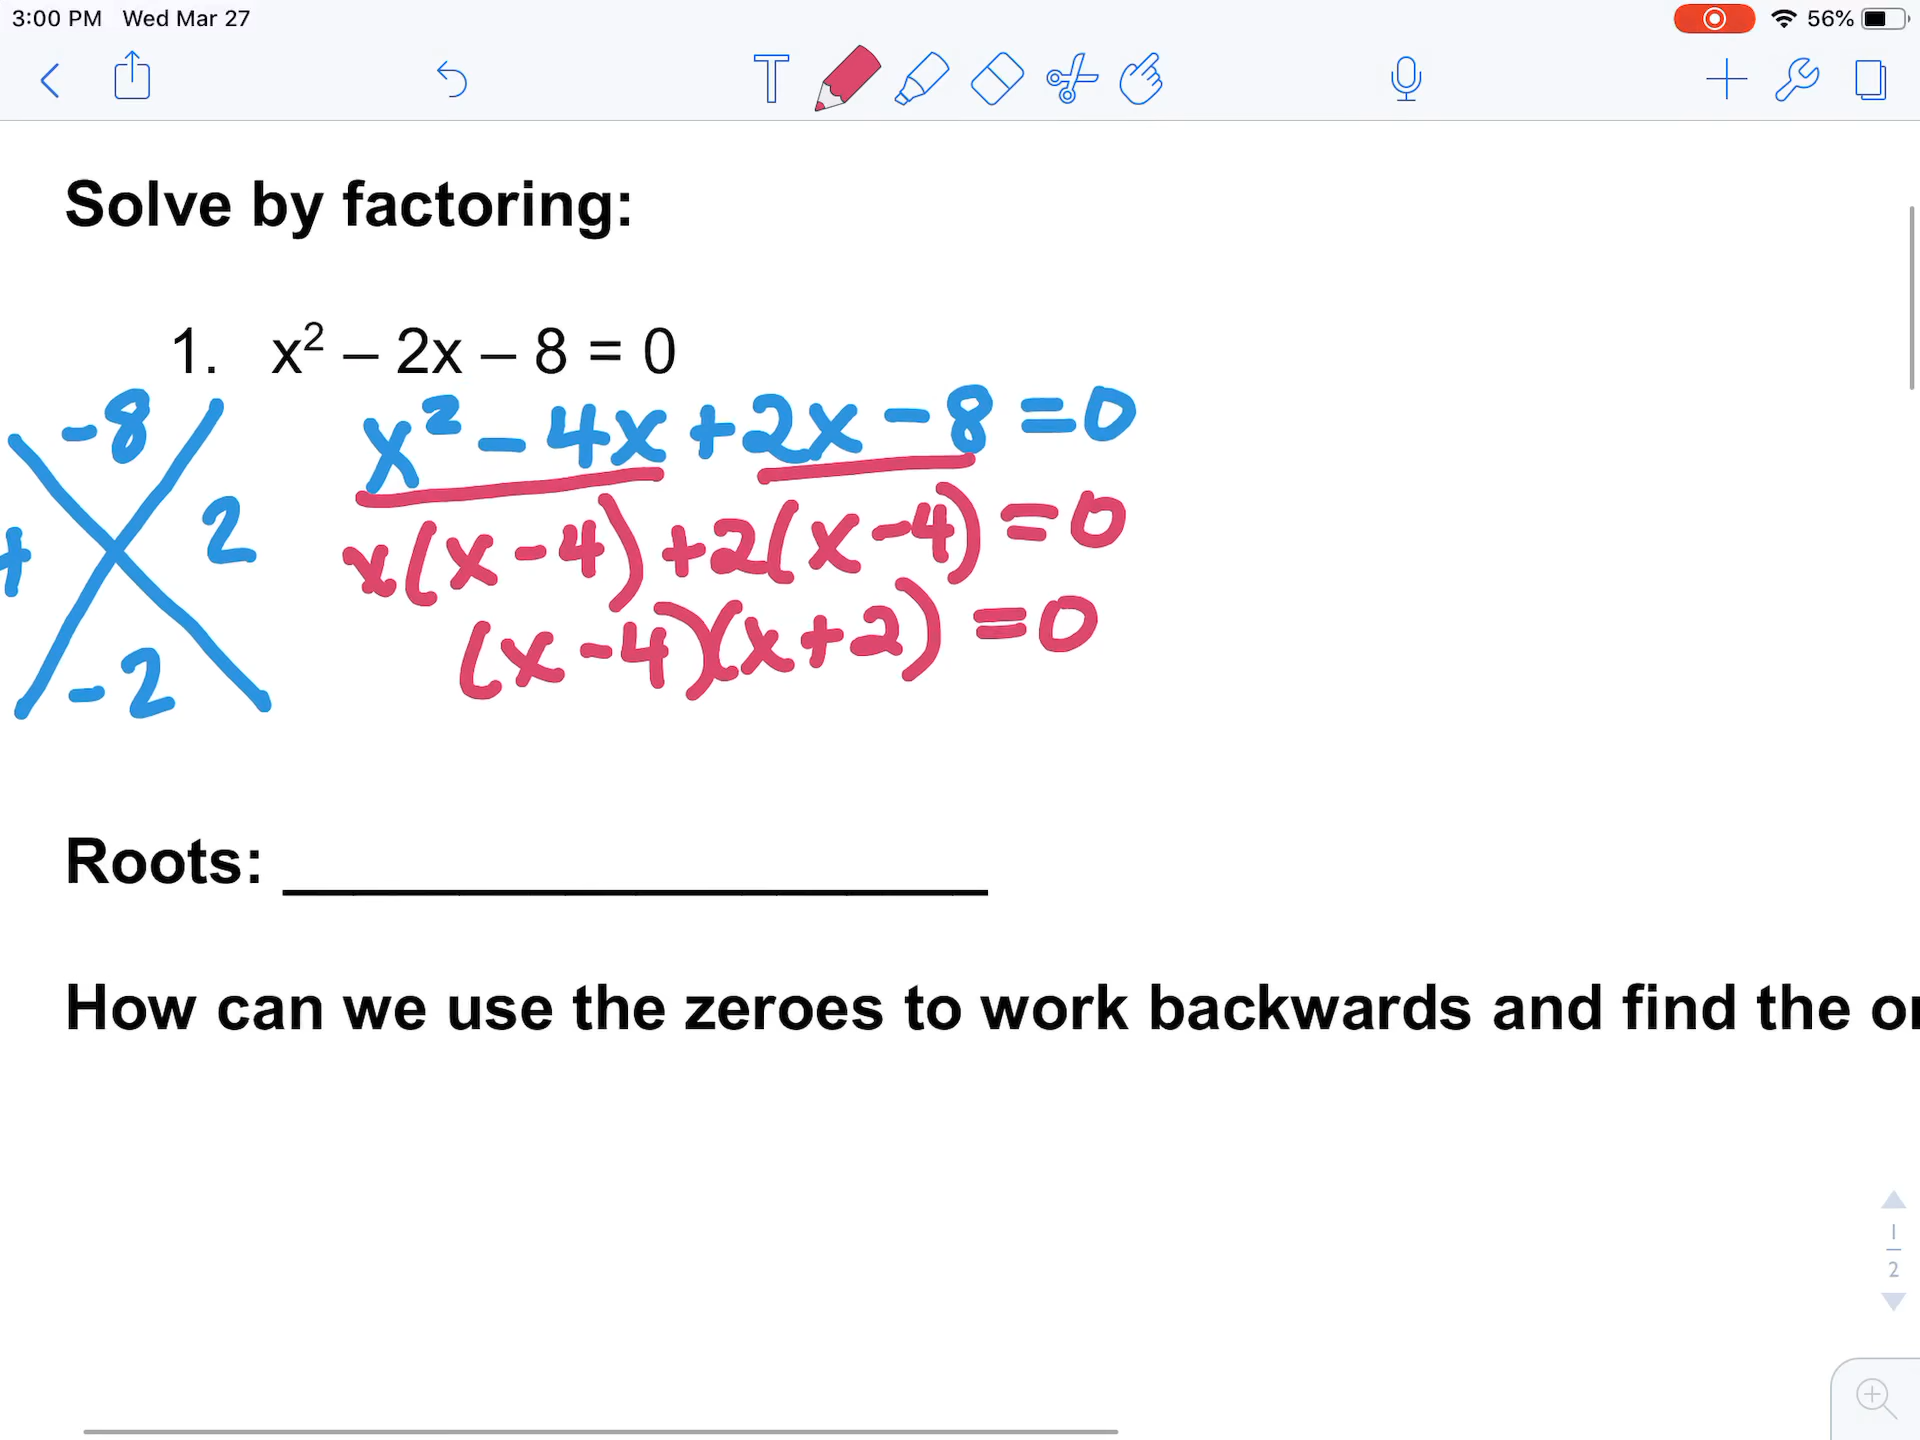 3:00 PM Wed Mar 27
56%
T
Solve by factoring:
1. x² – 2x – 8 = 0
-8
x² - 4x + 2x - 8 = 0
2
x(x-4) + 2(x-4) = 0
(x-4)(x+2) = 0
-2
Roots: ____________________
How can we use the zeroes to work backwards and find the
1
2